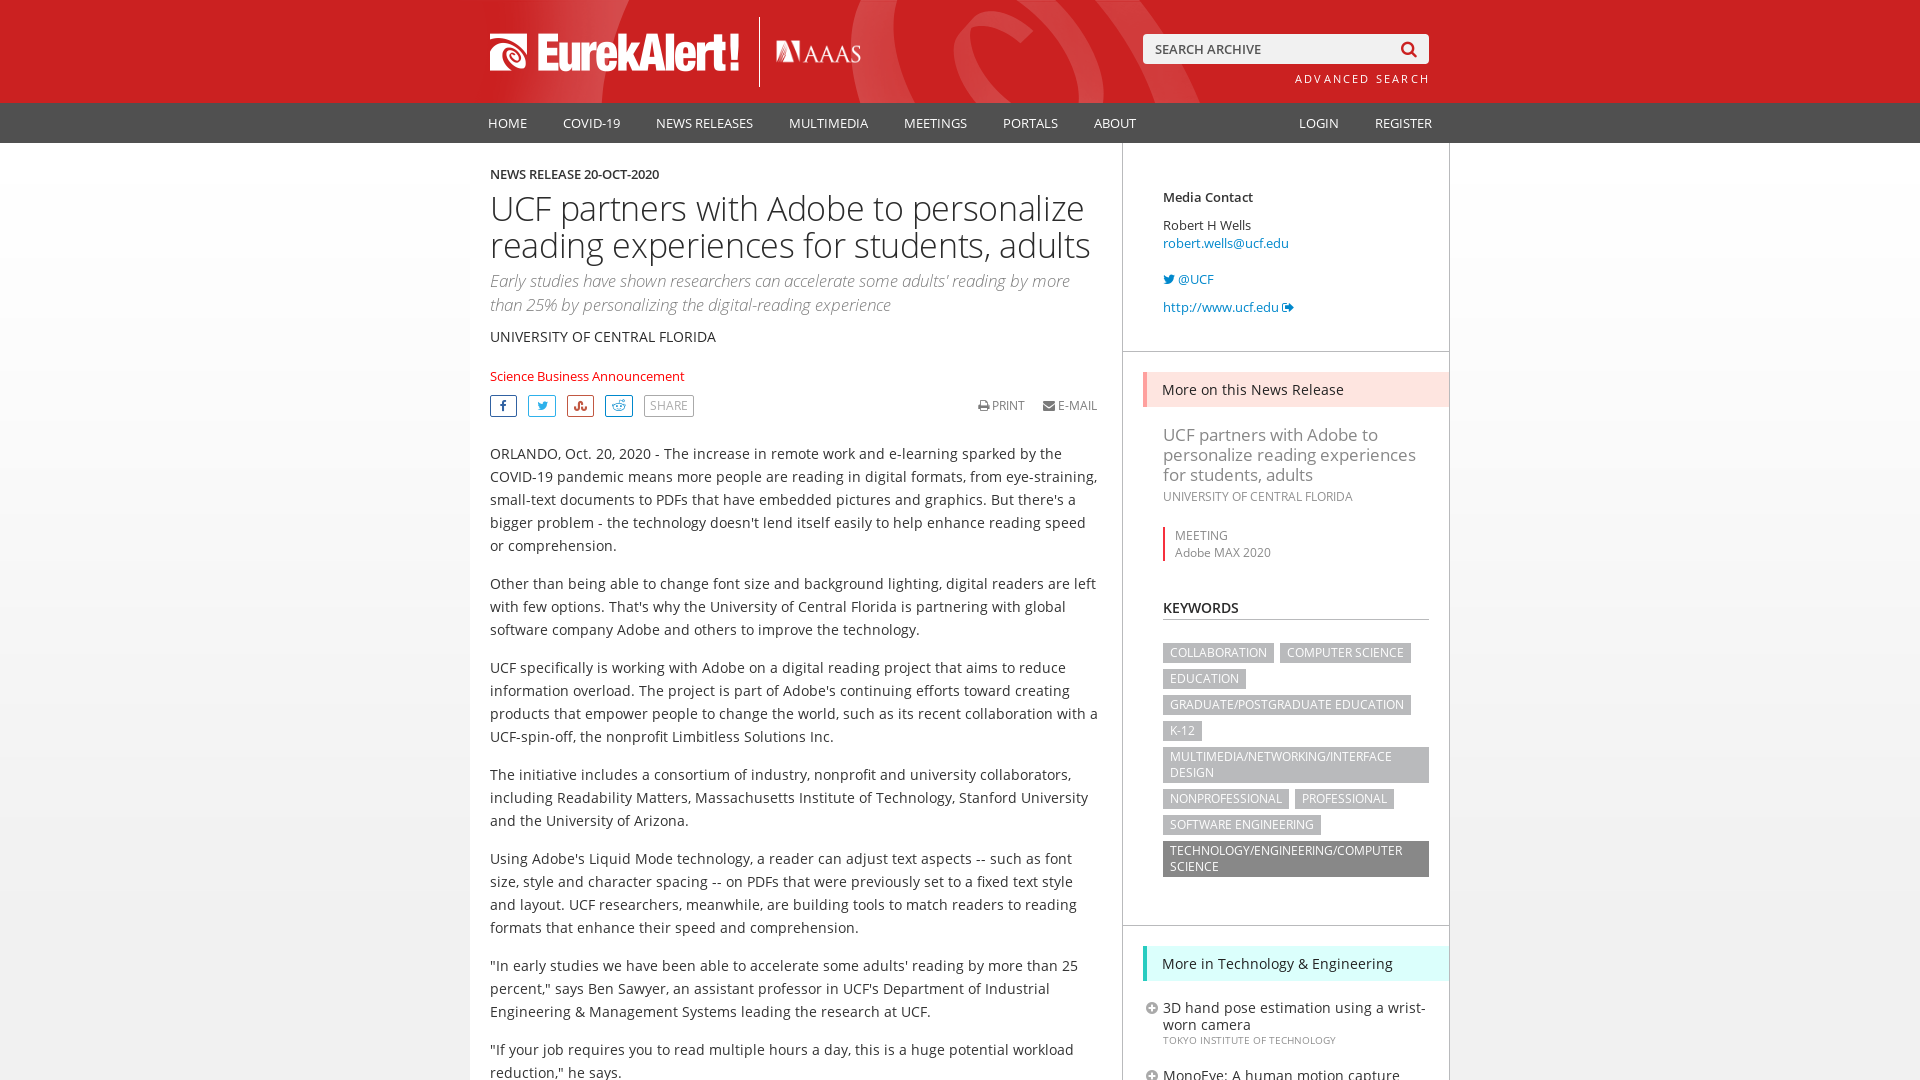 EurekAlert!
AAAS
SEARCH ARCHIVE
ADVANCED SEARCH
HOME
COVID-19
NEWS RELEASES
MULTIMEDIA
MEETINGS
PORTALS
ABOUT
LOGIN
REGISTER
NEWS RELEASE 20-OCT-2020
UCF partners with Adobe to personalize
reading experiences for students, adults
Early studies have shown researchers can accelerate some adults' reading by more
than 25% by personalizing the digital-reading experience
UNIVERSITY OF CENTRAL FLORIDA
Science Business Announcement
SHARE
PRINT
E-MAIL
ORLANDO, Oct. 20, 2020 - The increase in remote work and e-learning sparked by the
COVID-19 pandemic means more people are reading in digital formats, from eye-straining,
small-text documents to PDFs that have embedded pictures and graphics. But there's a
bigger problem - the technology doesn't lend itself easily to help enhance reading speed
or comprehension.
Other than being able to change font size and background lighting, digital readers are left
with few options. That's why the University of Central Florida is partnering with global
software company Adobe and others to improve the technology.
UCF specifically is working with Adobe on a digital reading project that aims to reduce
information overload. The project is part of Adobe's continuing efforts toward creating
products that empower people to change the world, such as its recent collaboration with a
UCF-spin-off, the nonprofit Limbitless Solutions Inc.
The initiative includes a consortium of industry, nonprofit and university collaborators,
including Readability Matters, Massachusetts Institute of Technology, Stanford University
and the University of Arizona.
Using Adobe's Liquid Mode technology, a reader can adjust text aspects -- such as font
size, style and character spacing -- on PDFs that were previously set to a fixed text style
and layout. UCF researchers, meanwhile, are building tools to match readers to reading
formats that enhance their speed and comprehension.
"In early studies we have been able to accelerate some adults' reading by more than 25
percent," says Ben Sawyer, an assistant professor in UCF's Department of Industrial
Engineering & Management Systems leading the research at UCF.
"If your job requires you to read multiple hours a day, this is a huge potential workload
reduction," he says.
Media Contact
Robert H Wells
robert.wells@ucf.edu
@UCF
http://www.ucf.edu
More on this News Release
UCF partners with Adobe to
personalize reading experiences
for students, adults
UNIVERSITY OF CENTRAL FLORIDA
MEETING
Adobe MAX 2020
KEYWORDS
COLLABORATION
COMPUTER SCIENCE
EDUCATION
GRADUATE/POSTGRADUATE EDUCATION
K-12
MULTIMEDIA/NETWORKING/INTERFACE
DESIGN
NONPROFESSIONAL
PROFESSIONAL
SOFTWARE ENGINEERING
TECHNOLOGY/ENGINEERING/COMPUTER
SCIENCE
More in Technology & Engineering
3D hand pose estimation using a wrist-
worn camera
TOKYO INSTITUTE OF TECHNOLOGY
MonoEye: A human motion capture